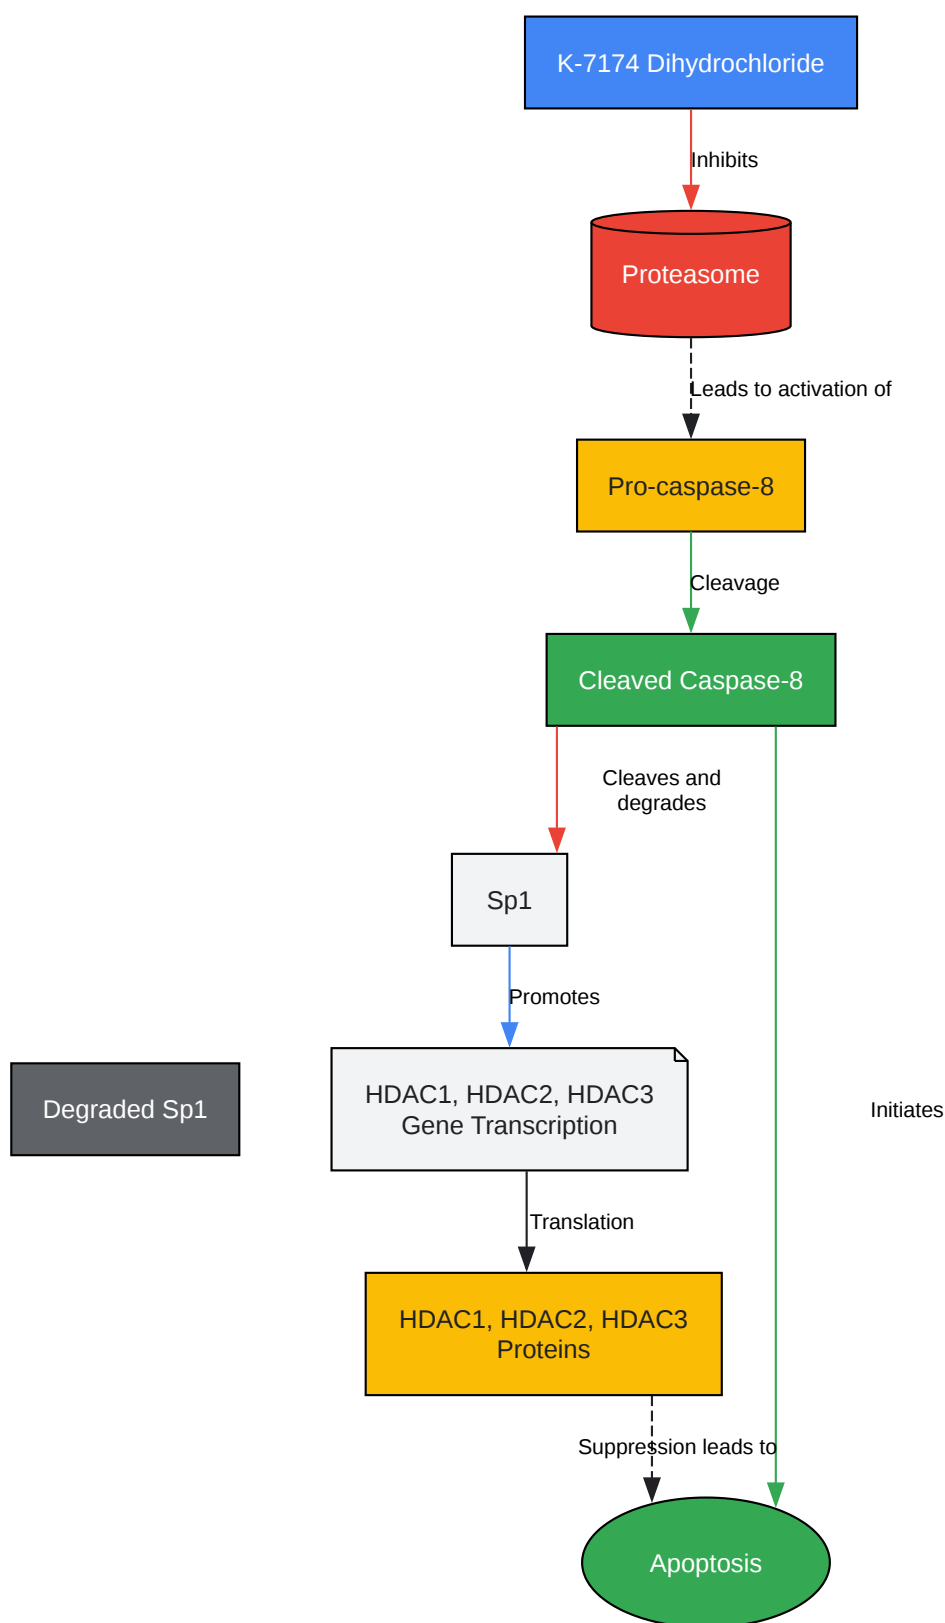 K-7174 Dihydrochloride
Inhibits
Proteasome
Leads to activation of
Pro-caspase-8
Cleavage
Cleaved Caspase-8
Cleaves and
degrades
Sp1
Promotes
Degraded Sp1
HDAC1, HDAC2, HDAC3
Gene Transcription
Initiates
Translation
HDAC1, HDAC2, HDAC3
Proteins
Suppression leads to
Apoptosis